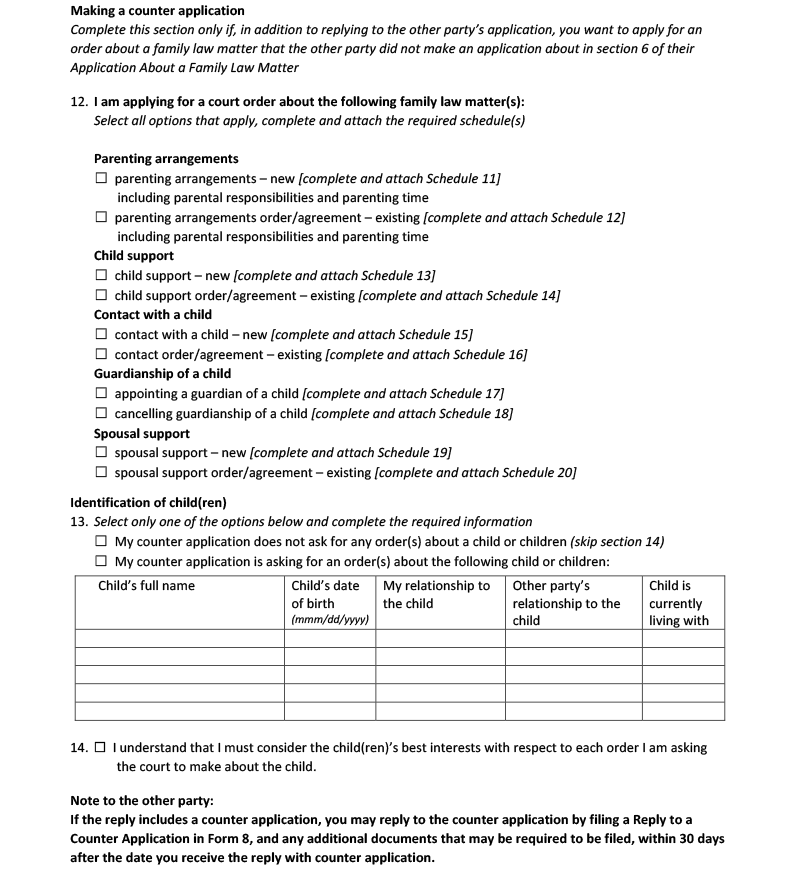 Making a counter application
Complete this section only if, in addition to replying to the other party's application, you want to apply for an
order about a family law matter that the other party did not make an application about in section 6 of their
Application About a Family Law Matter
12. I am applying for a court order about the following family law matter(s):
Select all options that apply, complete and attach the required schedule(s)
Parenting arrangements
☐ parenting arrangements – new [complete and attach Schedule 11]
including parental responsibilities and parenting time
☐ parenting arrangements order/agreement – existing [complete and attach Schedule 12]
including parental responsibilities and parenting time
Child support
☐ child support – new [complete and attach Schedule 13]
☐ child support order/agreement – existing [complete and attach Schedule 14]
Contact with a child
☐ contact with a child – new [complete and attach Schedule 15]
☐ contact order/agreement – existing [complete and attach Schedule 16]
Guardianship of a child
☐ appointing a guardian of a child [complete and attach Schedule 17]
☐ cancelling guardianship of a child [complete and attach Schedule 18]
Spousal support
☐ spousal support – new [complete and attach Schedule 19]
☐ spousal support order/agreement – existing [complete and attach Schedule 20]
Identification of child(ren)
13. Select only one of the options below and complete the required information
☐ My counter application does not ask for any order(s) about a child or children (skip section 14)
☐ My counter application is asking for an order(s) about the following child or children:
Child's full name
Child's date
of birth
(mmm/dd/yyyy)
My relationship to
the child
Other party's
relationship to the
child
Child is
currently
living with
14. ☐ I understand that I must consider the child(ren)'s best interests with respect to each order I am asking
the court to make about the child.
Note to the other party:
If the reply includes a counter application, you may reply to the counter application by filing a Reply to a
Counter Application in Form 8, and any additional documents that may be required to be filed, within 30 days
after the date you receive the reply with counter application.